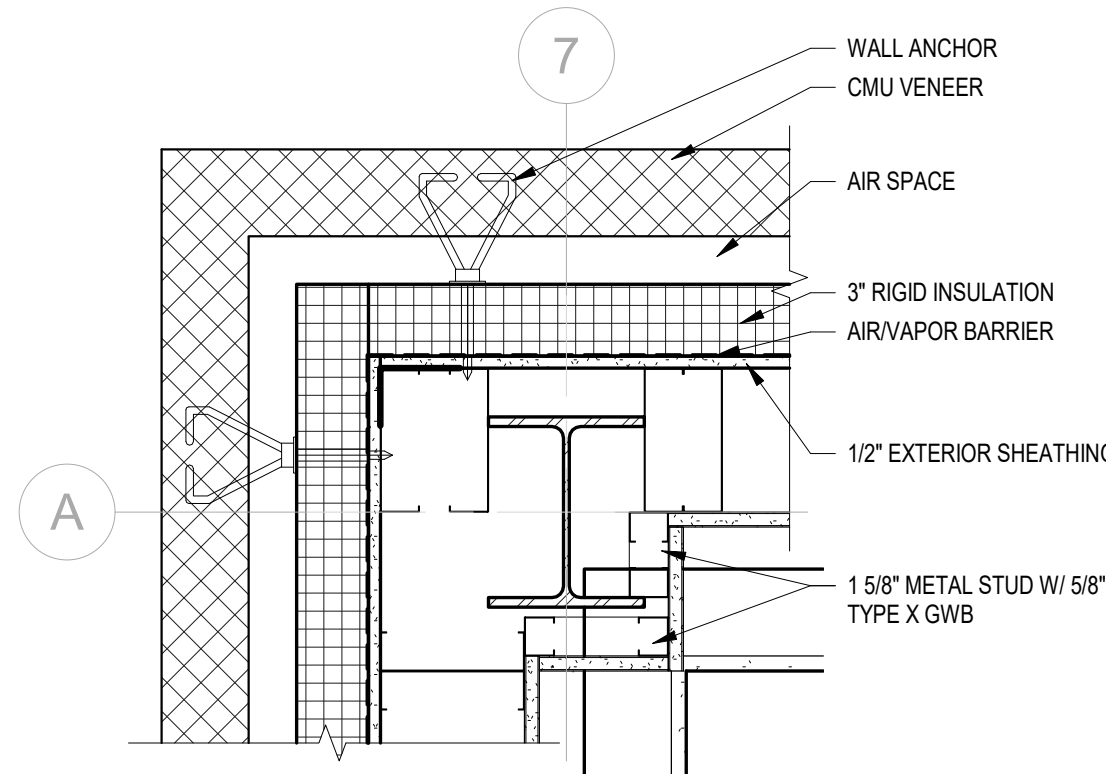 7
WALL ANCHOR
CMU VENEER
AIR SPACE
3" RIGID INSULATION
AIR/VAPOR BARRIER
1/2" EXTERIOR SHEATHING
A
1 5/8" METAL STUD W/ 5/8"
TYPE X GWB